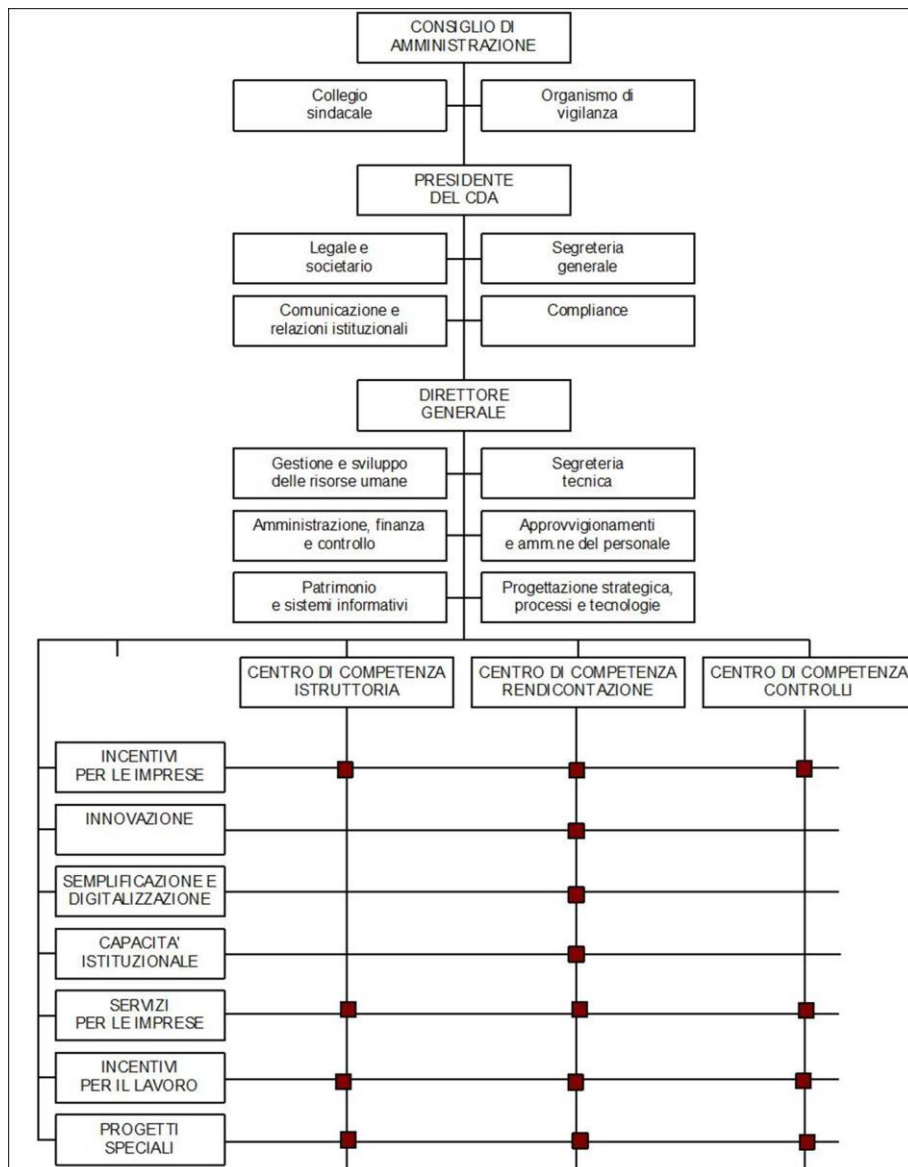 CONSIGLIO DI
AMMINISTRAZIONE
Collegio
sindacale
Organismo di
vigilanza
PRESIDENTE
DEL CDA
Legale e
societario
Segreteria
generale
Comunicazione e
relazioni istituzionali
Compliance
DIRETTORE
GENERALE
Gestione e sviluppo
delle risorse umane
Segreteria
tecnica
Amministrazione, finanza
e controllo
Approvvigionamenti
e amm.ne del personale
Patrimonio
e sistemi informativi
Progettazione strategica,
processi e tecnologie
CENTRO DI COMPETENZA
ISTRUTTORIA
CENTRO DI COMPETENZA
RENDICONTAZIONE
CENTRO DI COMPETENZA
CONTROLLI
INCENTIVI
PER LE IMPRESE
INNOVAZIONE
SEMPLIFICAZIONE E
DIGITALIZZAZIONE
CAPACITA'
ISTITUZIONALE
SERVIZI
PER LE IMPRESE
INCENTIVI
PER IL LAVORO
PROGETTI
SPECIALI